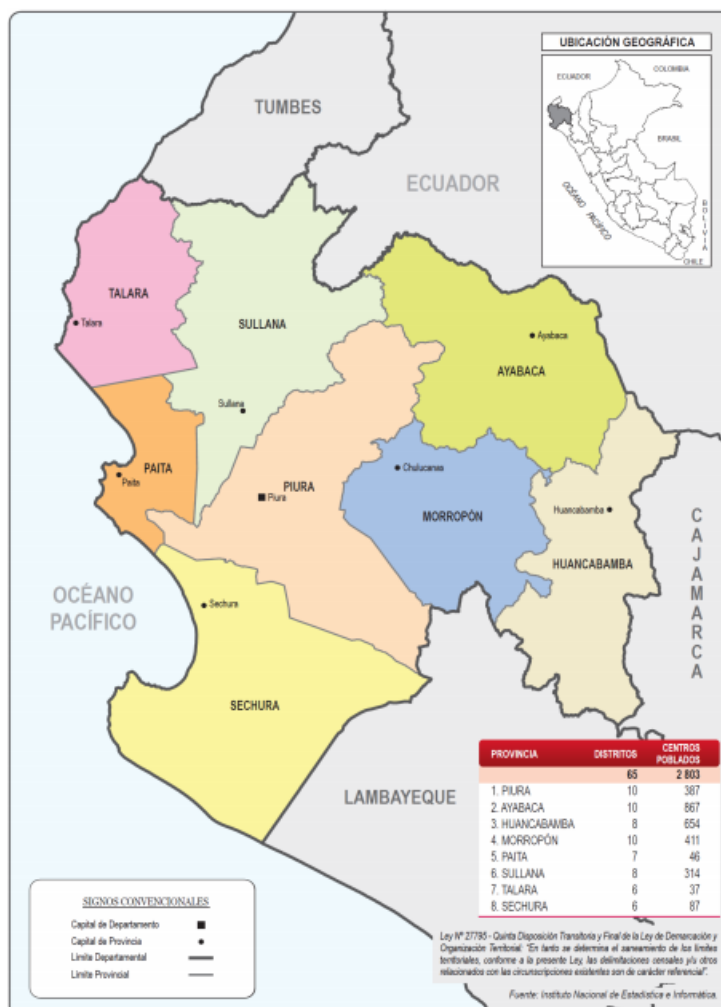 UBICACIÓN GEOGRÁFICA
ECUADOR
COLOMBIA
BRASIL
OCÉANO PACÍFICO
BOLIVIA
CHILE
TUMBES
ECUADOR
TALARA
Talara
SULLANA
Sullana
AYABACA
Ayabaca
PAITA
Paita
PIURA
Piura
Chulucanas
MORROPÓN
Huancabamba
HUANCABAMBA
CAJAMARCA
OCÉANO
PACÍFICO
Sechura
SECHURA
LAMBAYEQUE
PROVINCIA DISTRITOS CENTROS POBLADOS
65 2 803
1. PIURA 10 387
2. AYABACA 10 867
3. HUANCABAMBA 8 654
4. MORROPÓN 10 411
5. PAITA 7 46
6. SULLANA 8 314
7. TALARA 6 37
8. SECHURA 6 87
SIGNOS CONVENCIONALES
Capital de Departamento
Capital de Provincia
Límite Departamental
Límite Provincial
Ley Nº 27795 - Quinta Disposición Transitoria y Final de la Ley de Demarcación y
Organización Territorial: "En tanto se determina el saneamiento de los límites
territoriales, conforme a la presente Ley, las delimitaciones censales y/u otros
relacionados con las circunscripciones existentes son de carácter referencial".
Fuente: Instituto Nacional de Estadística e Informática.